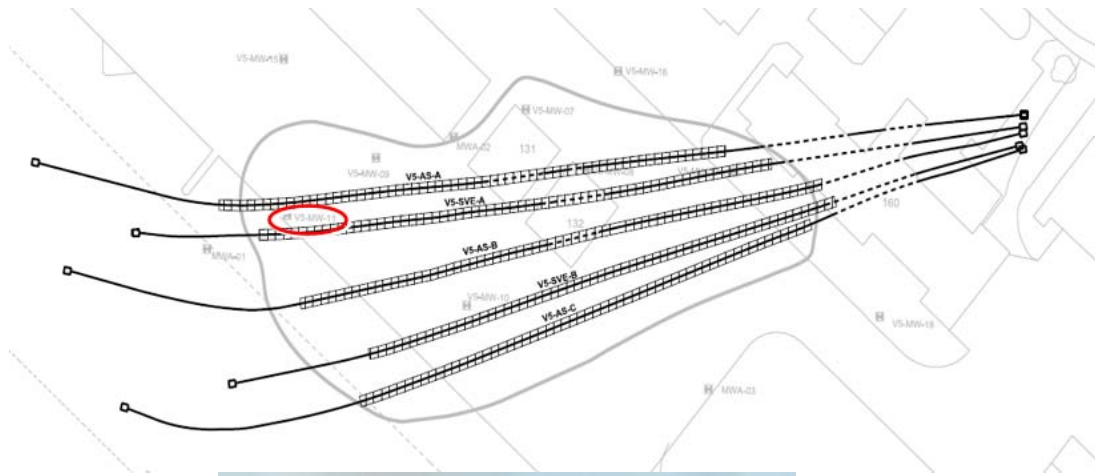 V5-MW-15
V5-MW-16
V5-MW-07
MWA-02
131
V5-MW-09
V5-AS-A
V5-SVE-A
V5-MW-11
132
160
MWA-01
V5-AS-B
V5-SVE-B
V5-MW-10
V5-AS-C
V5-MW-18
MWA-03